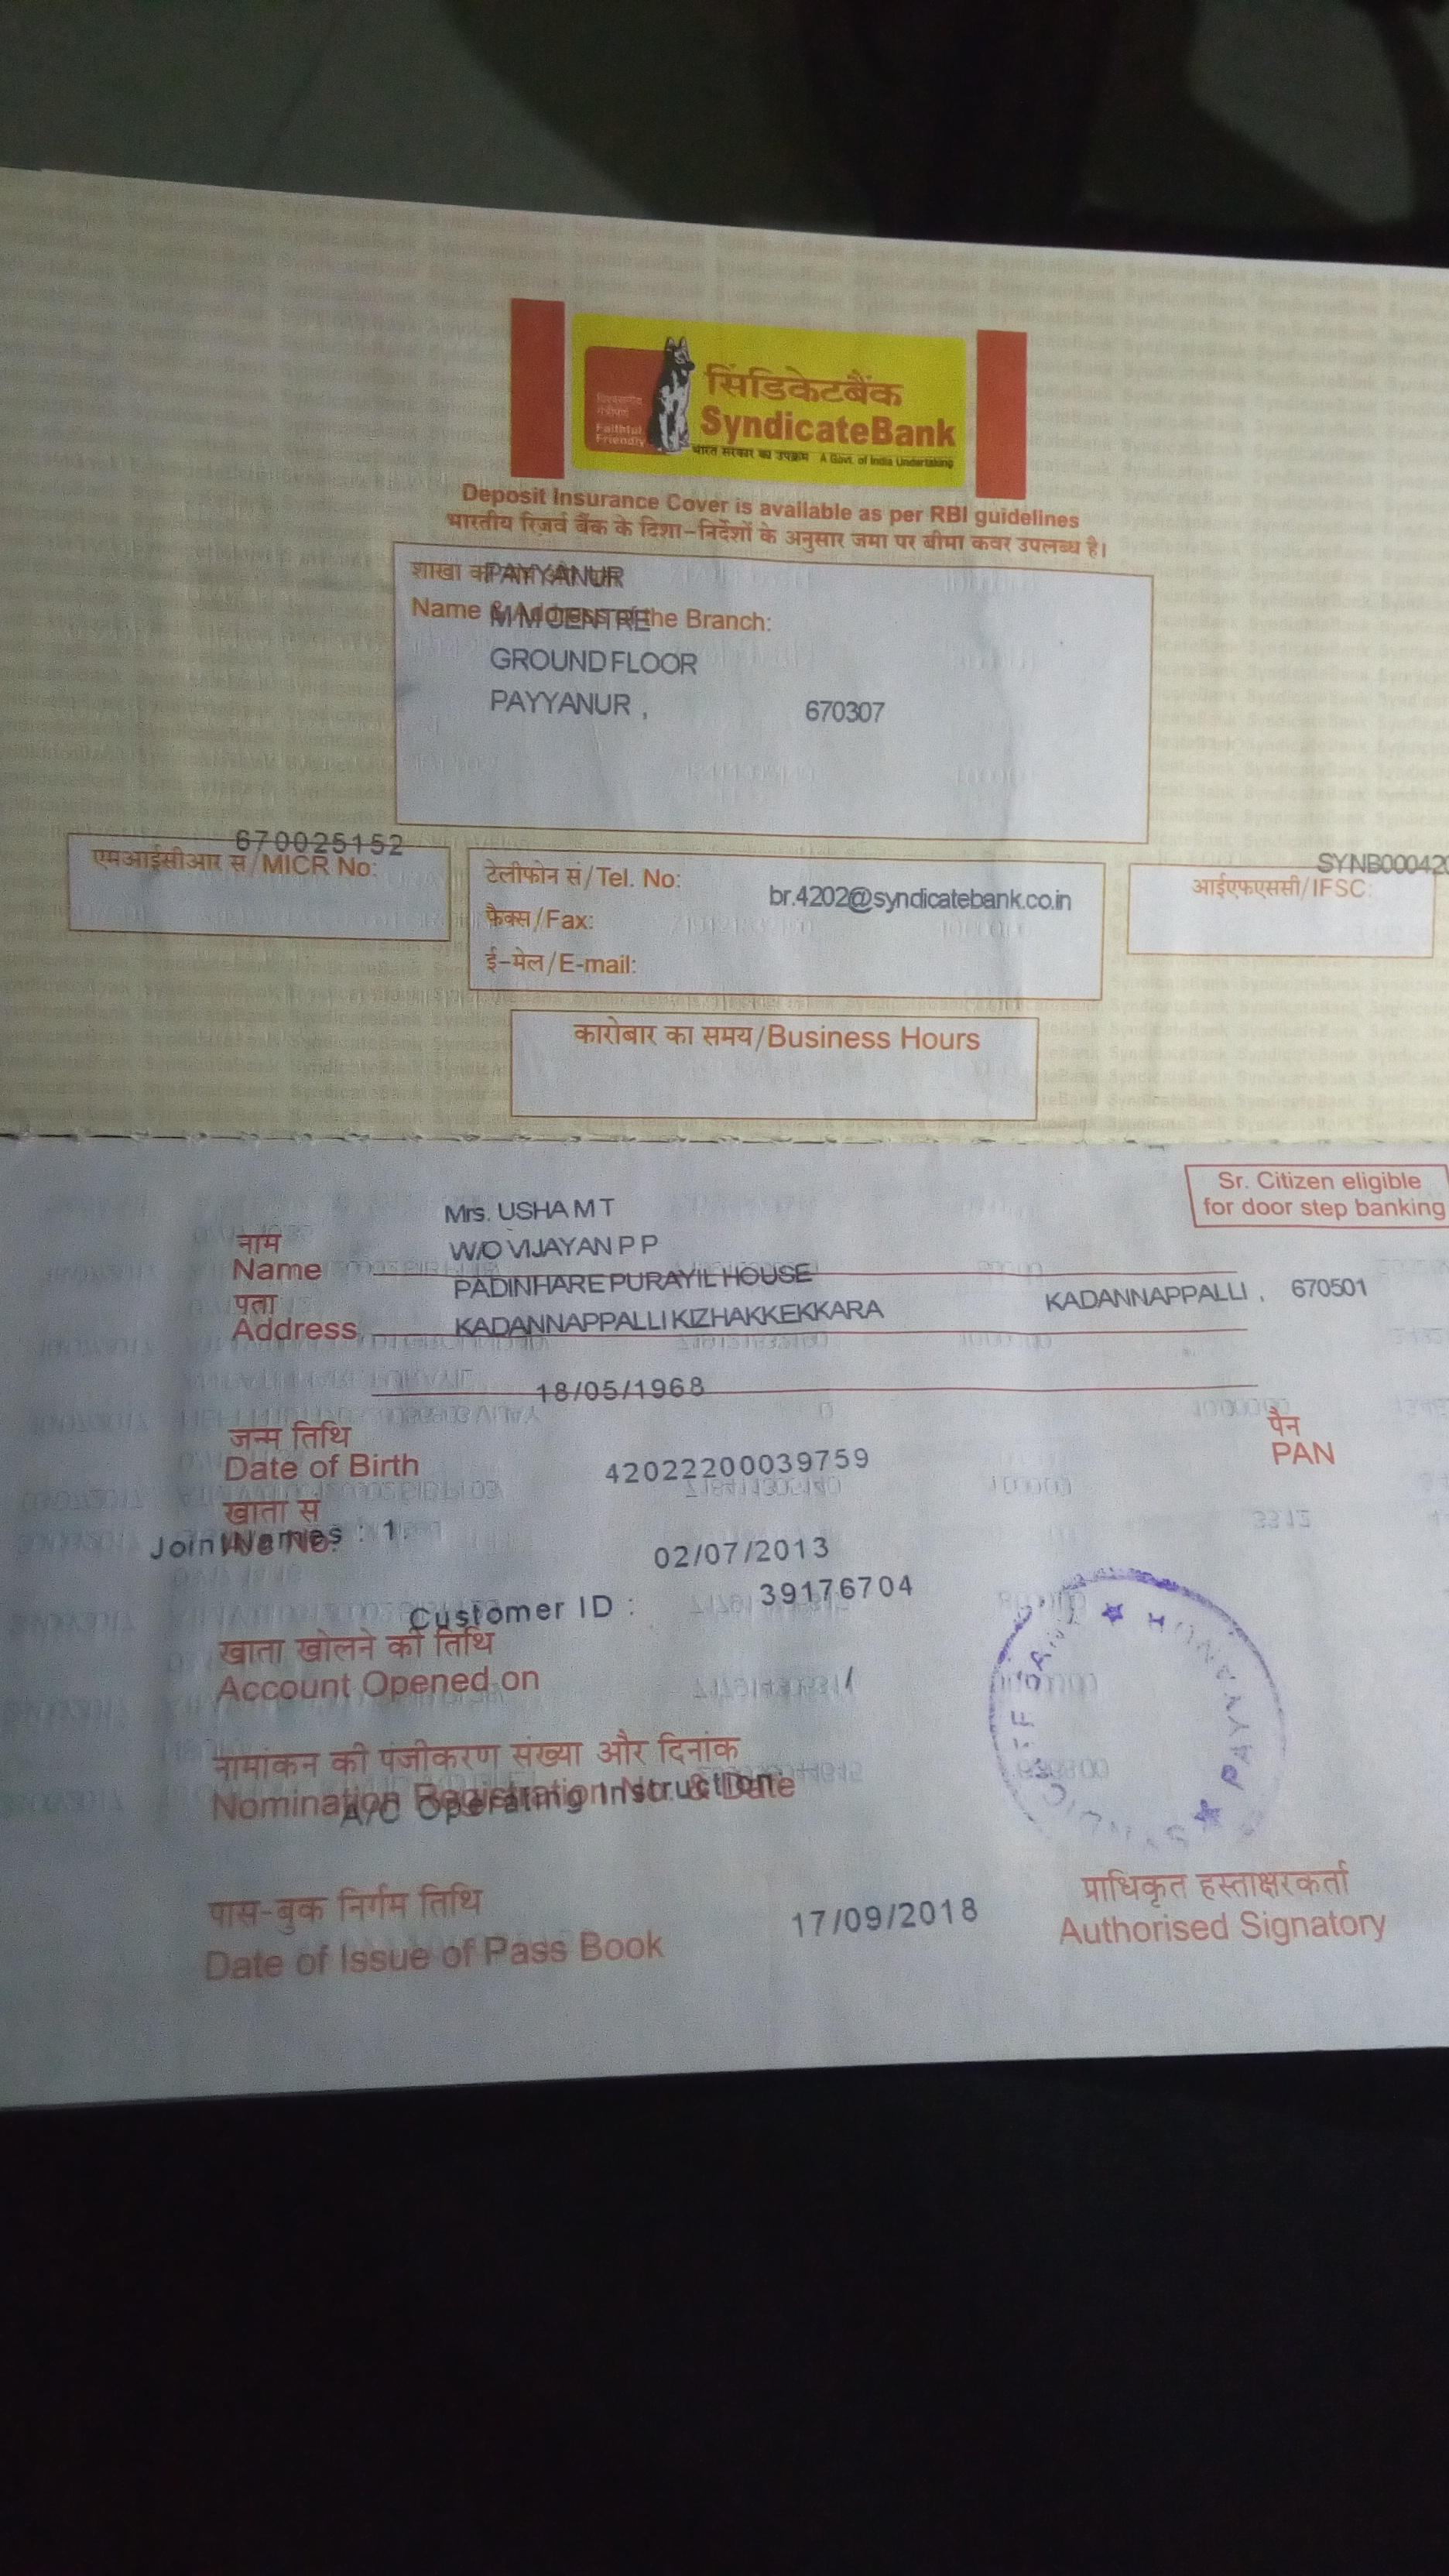 विश्वसनीय
Faithful,
Friendly
सिंडिकेटबैंक
SyndicateBank
भारत सरकार का उपक्रम A Govt. of India Undertaking
Deposit Insurance Cover is available as per RBI guidelines
भारतीय रिज़र्व बैंक के दिशा-निर्देशों के अनुसार जमा पर बीमा कवर उपलब्ध है।
शाखा का PAYYANUR
Name & Address of the Branch:
M M CENTRE
GROUND FLOOR
PAYYANUR , 670307
670025152
एमआईसीआर सं/MICR No:
टेलीफोन सं/Tel. No:
br.4202@syndicatebank.co.in
फैक्स/Fax:
ई-मेल/E-mail:
SYNB000420
आईएफएससी/IFSC:
कारोबार का समय/Business Hours
Sr. Citizen eligible
for door step banking
Mrs. USHA M T
नाम W/O VIJAYAN P P
Name PADINHARE PURAYIL HOUSE
पता KADANNAPPALLI KIZHAKKEKKARA KADANNAPPALLI , 670501
Address
18/05/1968
जन्म तिथि
Date of Birth
पैन
PAN
42022200039759
खाता सं
Joint Names : 1.
02/07/2013
Customer ID : 39176704
खाता खोलने की तिथि
Account Opened on
नामांकन की पंजीकरण संख्या और दिनांक
Nomination Registration No. & Date
A/C Operating Instruction
पास-बुक निर्गम तिथि
Date of Issue of Pass Book 17/09/2018
प्राधिकृत हस्ताक्षरकर्ता
Authorised Signatory